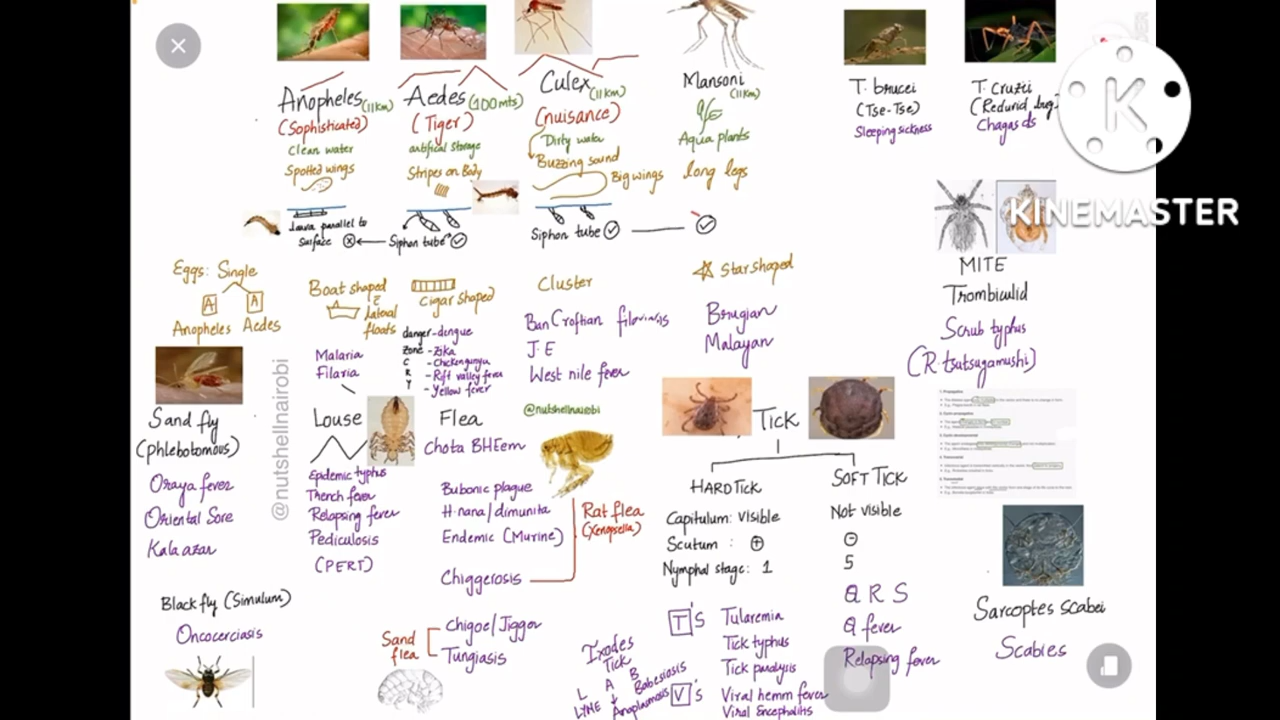 Anopheles (11km)
(Sophisticated)
Clean water
Spotted wings
larva parallel to
surface
Aedes (100mts)
(Tiger)
artifical storage
Stripes on Body
Siphon tube
Culex (11km)
(nuisance)
Dirty water
Buzzing sound
Big wings
Siphon tube
Mansoni
(11km)
Aqua plants
long legs
T. brucei
(Tse-Tse)
Sleeping sickness
T. cruzii
(Reduvid bug)
Chagas ds
K
KINEMASTER
Eggs: Single
A A
Anopheles Aedes
Boat shaped
lateral
floats
Malaria
Filaria
Cigar shaped
danger-dengue
Zone - Zika
C - Chickengunya
R - Rift valley fever
Y - Yellow fever
Cluster
Ban Croftian filariasis
J.E
West nile fever
Star shaped
Brugian
Malayan
MITE
Trombiculid
Scrub typhus
(R. tsutsugamushi)
@nutshellnairobi
Sand fly
(Phlebotomous)
Oraya fever
Oriental Sore
Kala azar
Black fly (Simulum)
Oncocerciasis
Louse
Epidemic typhus
Trench fever
Relapsing fever
Pediculosis
(PERT)
Flea
@nutshellnairobi
chota BHEem
Bubonic plague
H.nana/diminuta
Endemic (Murine)
Chiggerosis
Rat flea
(Xenopsella)
Sand
flea
Chigoe/Jigger
Tungiasis
Tick
HARD TICK
Capitulum: Visible
Scutum :
Nymphal stage: 1
SOFT TICK
Not visible
5
Q R S
Q fever
Relapsing fever
T's
Tularemia
Tick typhus
Tick paralysis
V's
Viral hemm fever
Viral Encephalitis
Ixodes
Tick
L A B
LYME Anaplasmosis Babesiosis
Sarcoptes scabei
Scabies